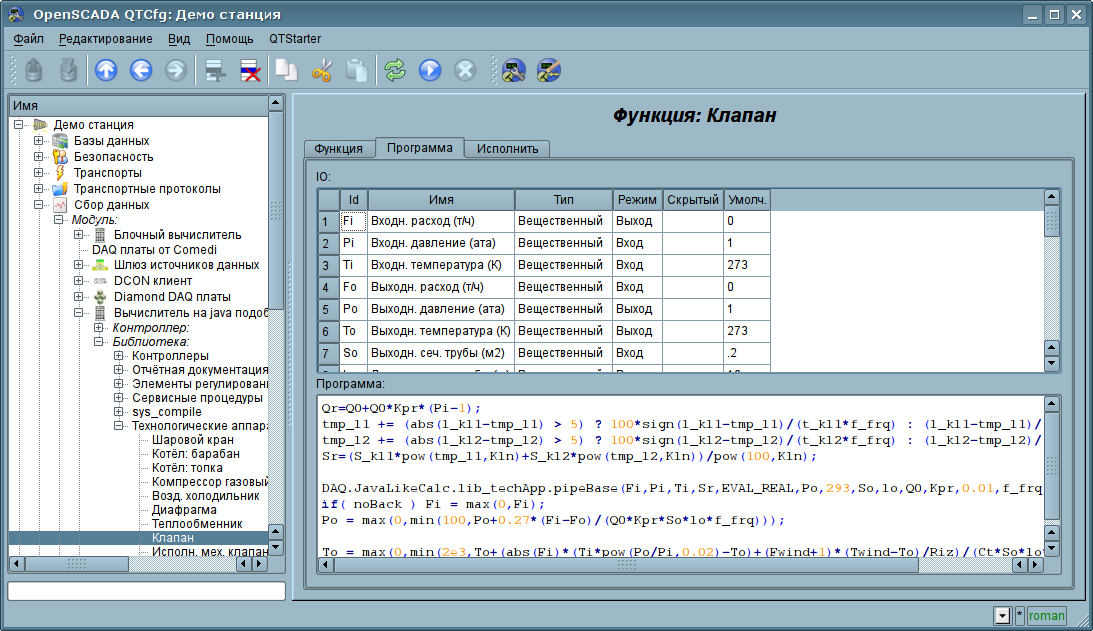 OpenSCADA QTCfg: Демо станция
Файл Редактирование Вид Помощь QTStarter
Имя
Демо станция
Базы данных
Безопасность
Транспорты
Транспортные протоколы
Сбор данных
Модуль:
Блочный вычислитель
DAQ платы от Comedi
Шлюз источников данных
DCON клиент
Diamond DAQ платы
Вычислитель на java подоб
Контроллер:
Библиотека:
Контроллеры
Отчётная документация
Элементы регулирован
Сервисные процедуры
sys_compile
Технологические аппара
Шаровой кран
Котёл: барабан
Котёл: топка
Компрессор газовый
Возд. холодильник
Диафрагма
Теплообменник
Клапан
Исполн. мех. клапан
Функция: Клапан
Функция Программа Исполнить
IO:
Id Имя Тип Режим Скрытый Умолч.
1 Fi Входн. расход (т/ч) Вещественный Выход 0
2 Pi Входн. давление (ата) Вещественный Вход 1
3 Ti Входн. температура (К) Вещественный Вход 273
4 Fo Выходн. расход (т/ч) Вещественный Вход 0
5 Po Выходн. давление (ата) Вещественный Выход 1
6 To Выходн. температура (К) Вещественный Выход 273
7 So Выходн. сеч. трубы (м2) Вещественный Вход .2
Программа:
Qr=Q0+Q0*Kpr*(Pi-1);
tmp_l1 += (abs(l_kl1-tmp_l1) > 5) ? 100*sign(l_kl1-tmp_l1)/(t_kl1*f_frq) : (l_kl1-tmp_l1)/
tmp_l2 += (abs(l_kl2-tmp_l2) > 5) ? 100*sign(l_kl2-tmp_l2)/(t_kl2*f_frq) : (l_kl2-tmp_l2)/
Sr=(S_kl1*pow(tmp_l1,Kln)+S_kl2*pow(tmp_l2,Kln))/pow(100,Kln);
DAQ.JavaLikeCalc.lib_techApp.pipeBase(Fi,Pi,Ti,Sr,EVAL_REAL,Po,293,So,lo,Q0,Kpr,0.01,f_frq
if( noBack ) Fi = max(0,Fi);
Po = max(0,min(100,Po+0.27*(Fi-Fo)/(Q0*Kpr*So*lo*f_frq)));
To = max(0,min(2e3,To+(abs(Fi)*(Ti*pow(Po/Pi,0.02)-To)+(Fwind+1)*(Twind-To)/Riz)/(Ct*So*lo
* roman